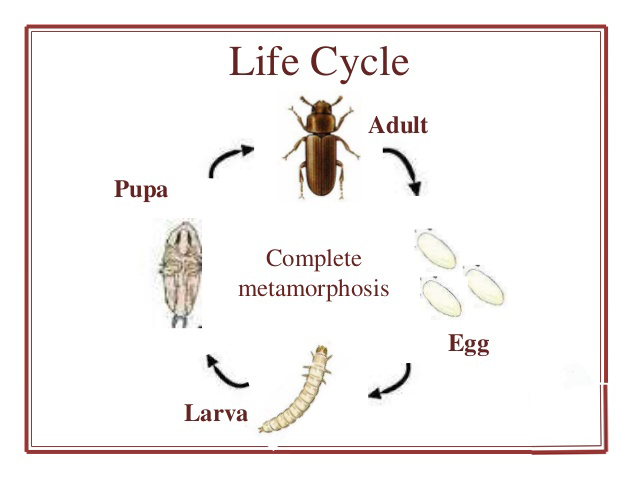 Life Cycle
Adult
Pupa
Complete
metamorphosis
Egg
Larva